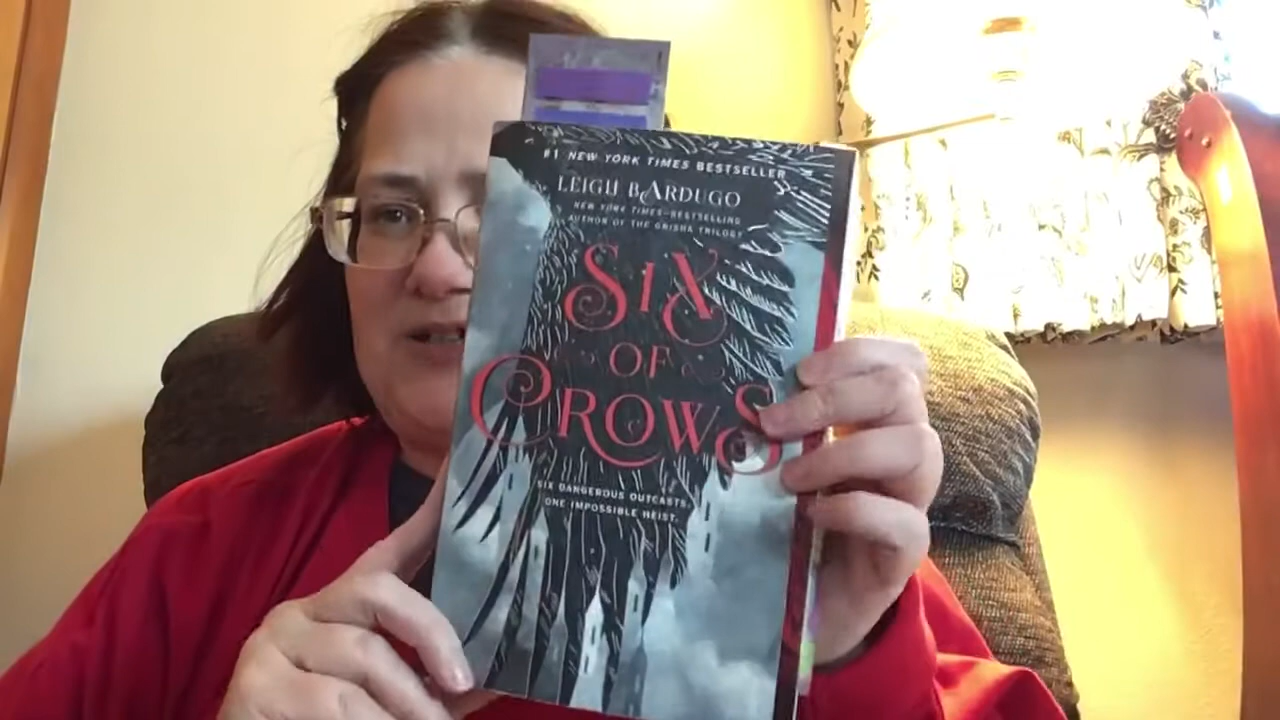 #1 NEW YORK TIMES BESTSELLER
LEIGH BARDUGO
NEW YORK TIMES-BESTSELLING
AUTHOR OF THE GRISHA TRILOGY
SIX
OF
CROWS
SIX DANGEROUS OUTCASTS.
ONE IMPOSSIBLE HEIST.